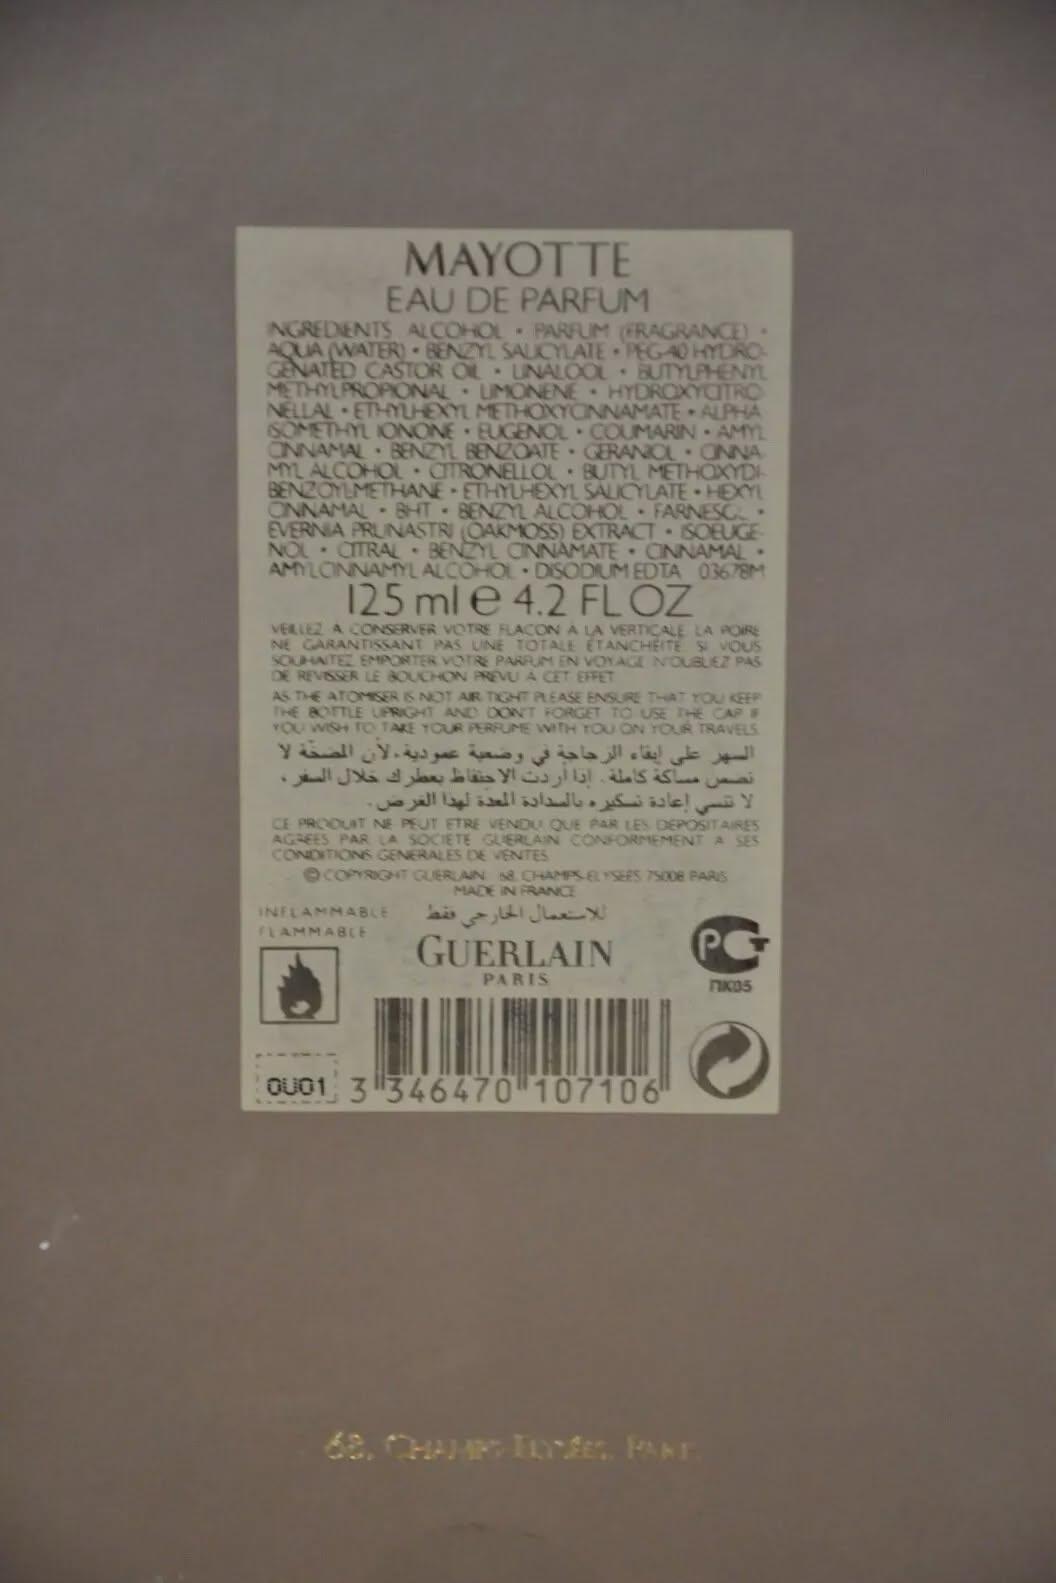 MAYOTTE
EAU DE PARFUM
INGREDIENTS ALCOHOL • PARFUM (FRAGRANCE) •
AQUA (WATER) • BENZYL SALICYLATE • PEG-40 HYDRO-
GENATED CASTOR OIL • LINALOOL • BUTYLPHENYL
METHYLPROPIONAL • LIMONENE • HYDROXYCITRO-
NELLAL • ETHYLHEXYL METHOXYCINNAMATE • ALPHA
ISOMETHYL IONONE • EUGENOL • COUMARIN • AMYL
CINNAMAL • BENZYL BENZOATE • GERANIOL • CINNA-
MYL ALCOHOL • CITRONELLOL • BUTYL METHOXYDI-
BENZOYLMETHANE • ETHYLHEXYL SALICYLATE • HEXYL
CINNAMAL • BHT • BENZYL ALCOHOL • FARNESOL •
EVERNIA PRUNASTRI (OAKMOSS) EXTRACT • ISOEUGE-
NOL • CITRAL • BENZYL CINNAMATE • CINNAMAL •
AMYLCINNAMYL ALCOHOL • DISODIUM EDTA 03678M
125 ml e 4.2 FL OZ
VEILLEZ A CONSERVER VOTRE FLACON A LA VERTICALE. LA POIRE
NE GARANTISSANT PAS UNE TOTALE ETANCHEITE. SI VOUS
SOUHAITEZ EMPORTER VOTRE PARFUM EN VOYAGE N'OUBLIEZ PAS
DE REVISSER LE BOUCHON PREVU A CET EFFET
AS THE ATOMISER IS NOT AIR TIGHT PLEASE ENSURE THAT YOU KEEP
THE BOTTLE UPRIGHT AND DON'T FORGET TO USE THE CAP IF
YOU WISH TO TAKE YOUR PERFUME WITH YOU ON YOUR TRAVELS.
السهر على إبقاء الزجاجة في وضعية عمودية، لأن المضخة لا
تضمن مساكة كاملة. إذا أردت الاحتفاظ بعطرك خلال السفر،
لا تنسي إعادة تسكيره بالسدادة المعدة لهذا الغرض.
CE PRODUIT NE PEUT ETRE VENDU QUE PAR LES DEPOSITAIRES
AGREES PAR LA SOCIETE GUERLAIN CONFORMEMENT A SES
CONDITIONS GENERALES DE VENTES
© COPYRIGHT GUERLAIN 68, CHAMPS-ELYSEES 75008 PARIS
MADE IN FRANCE
INFLAMMABLE للاستعمال الخارجي فقط
FLAMMABLE
GUERLAIN
PARIS
РСТ
ПК05
0U01
3 346470 107106
68, CHAMPS-ELYSÉES, PARIS